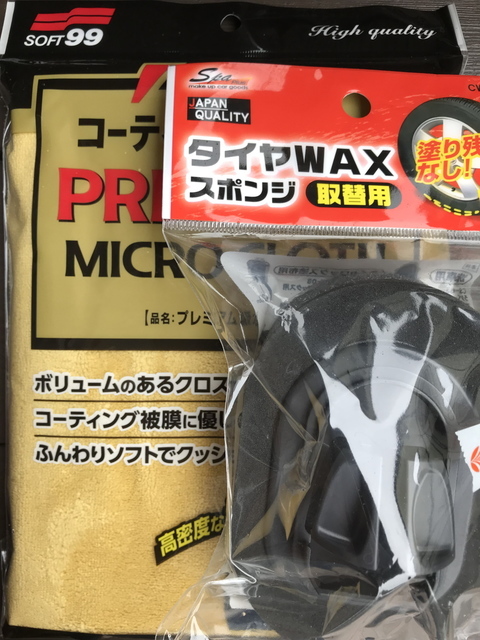 SOFT99
High quality
コーティ
PRE
MICRO
【品名：プレミ
ボリュームのあるクロス
コーティング被膜に優し
ふんわりソフトでクッシ
高密度な
Spa
make up car goods
JAPAN
QUALITY
タイヤWAX
スポンジ 取替用
塗り残
なし!